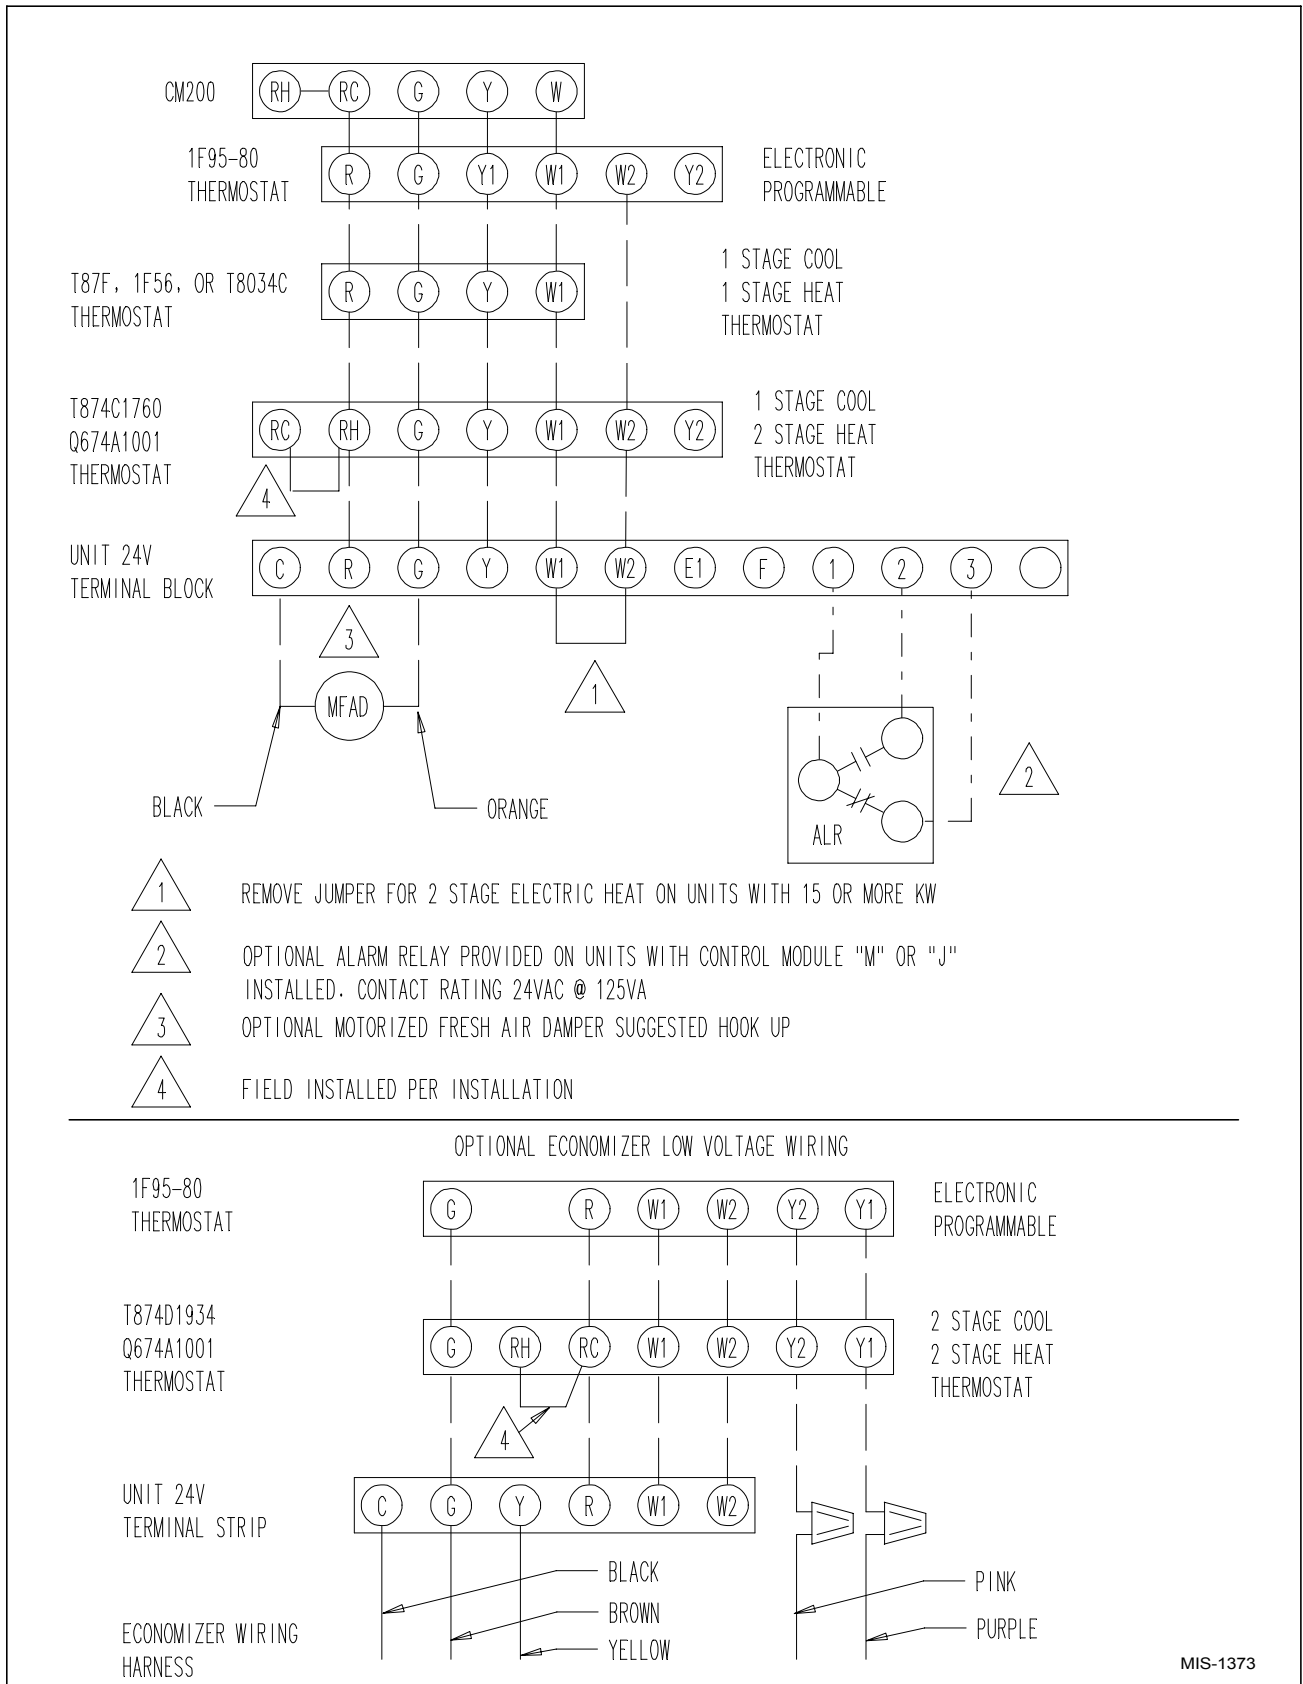 CM200 RH RC G Y W
1F95-80
THERMOSTAT
R G Y1 W1 W2 Y2
ELECTRONIC
PROGRAMMABLE
T87F, 1F56, OR T8034C
THERMOSTAT
R G Y W1
1 STAGE COOL
1 STAGE HEAT
THERMOSTAT
T874C1760
Q674A1001
THERMOSTAT
RC RH G Y W1 W2 Y2
1 STAGE COOL
2 STAGE HEAT
THERMOSTAT
4
UNIT 24V
TERMINAL BLOCK
C R G Y W1 W2 E1 F 1 2 3
3
1
MFAD
2
BLACK
ORANGE
ALR
1 REMOVE JUMPER FOR 2 STAGE ELECTRIC HEAT ON UNITS WITH 15 OR MORE KW
2 OPTIONAL ALARM RELAY PROVIDED ON UNITS WITH CONTROL MODULE "M" OR "J"
INSTALLED. CONTACT RATING 24VAC @ 125VA
3 OPTIONAL MOTORIZED FRESH AIR DAMPER SUGGESTED HOOK UP
4 FIELD INSTALLED PER INSTALLATION
OPTIONAL ECONOMIZER LOW VOLTAGE WIRING
1F95-80
THERMOSTAT
G R W1 W2 Y2 Y1
ELECTRONIC
PROGRAMMABLE
T874D1934
Q674A1001
THERMOSTAT
G RH RC W1 W2 Y2 Y1
2 STAGE COOL
2 STAGE HEAT
THERMOSTAT
4
UNIT 24V
TERMINAL STRIP
C G Y R W1 W2
BLACK
BROWN
YELLOW
PINK
PURPLE
ECONOMIZER WIRING
HARNESS
MIS-1373